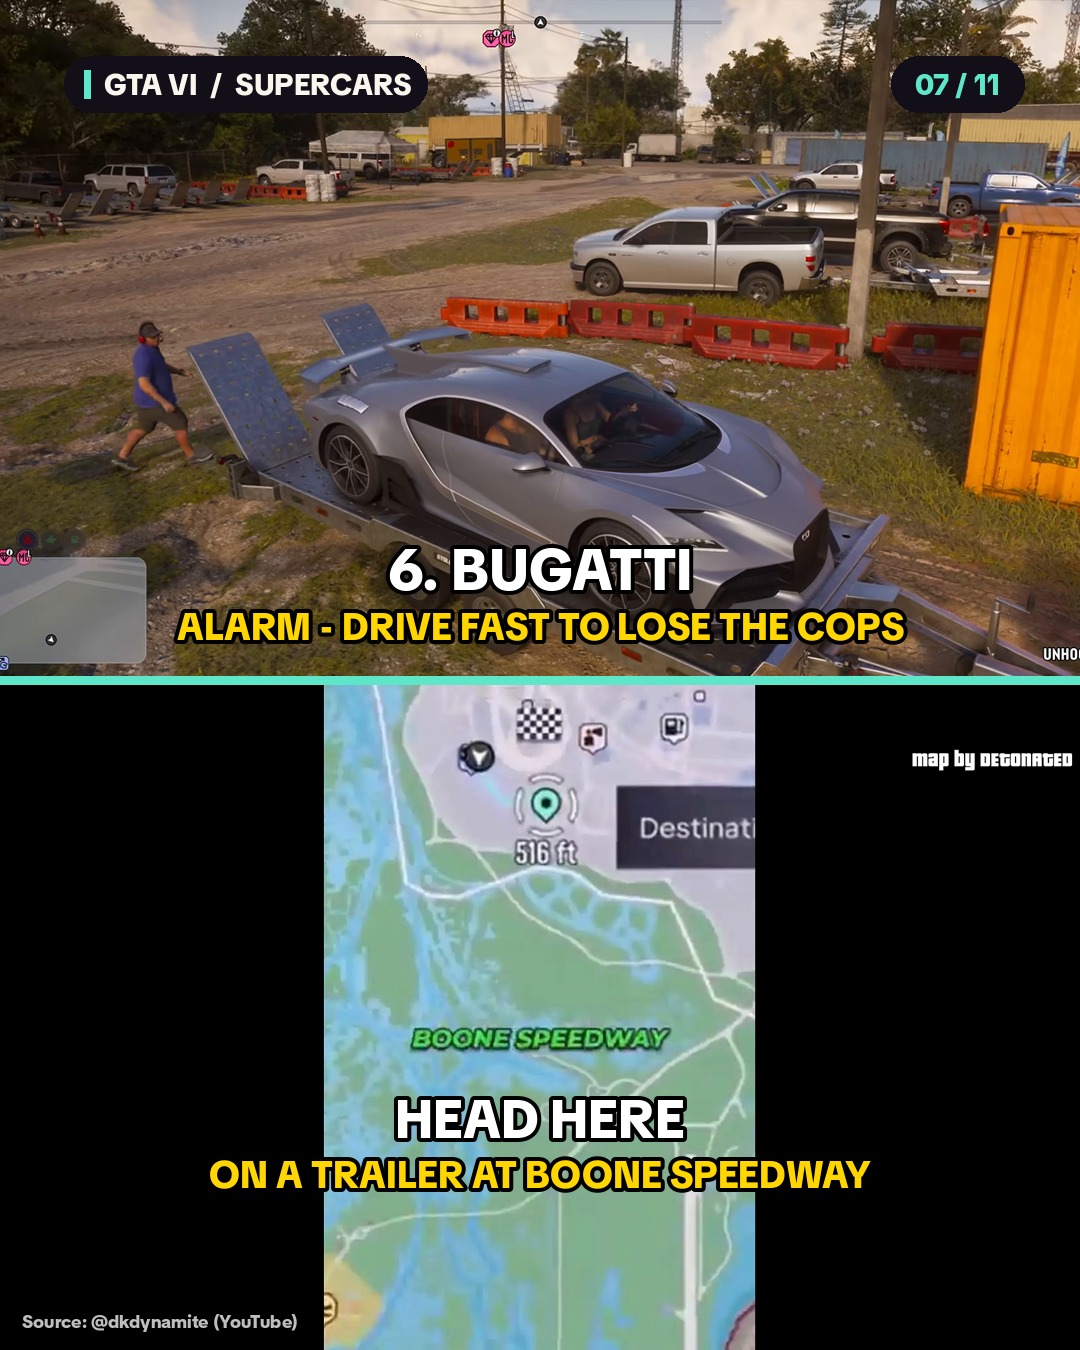 GTA VI / SUPERCARS
07 / 11
6. BUGATTI
ALARM - DRIVE FAST TO LOSE THE COPS
map by DETONATED
Destinati
516 ft
BOONE SPEEDWAY
HEAD HERE
ON A TRAILER AT BOONE SPEEDWAY
Source: @dkdynamite (YouTube)